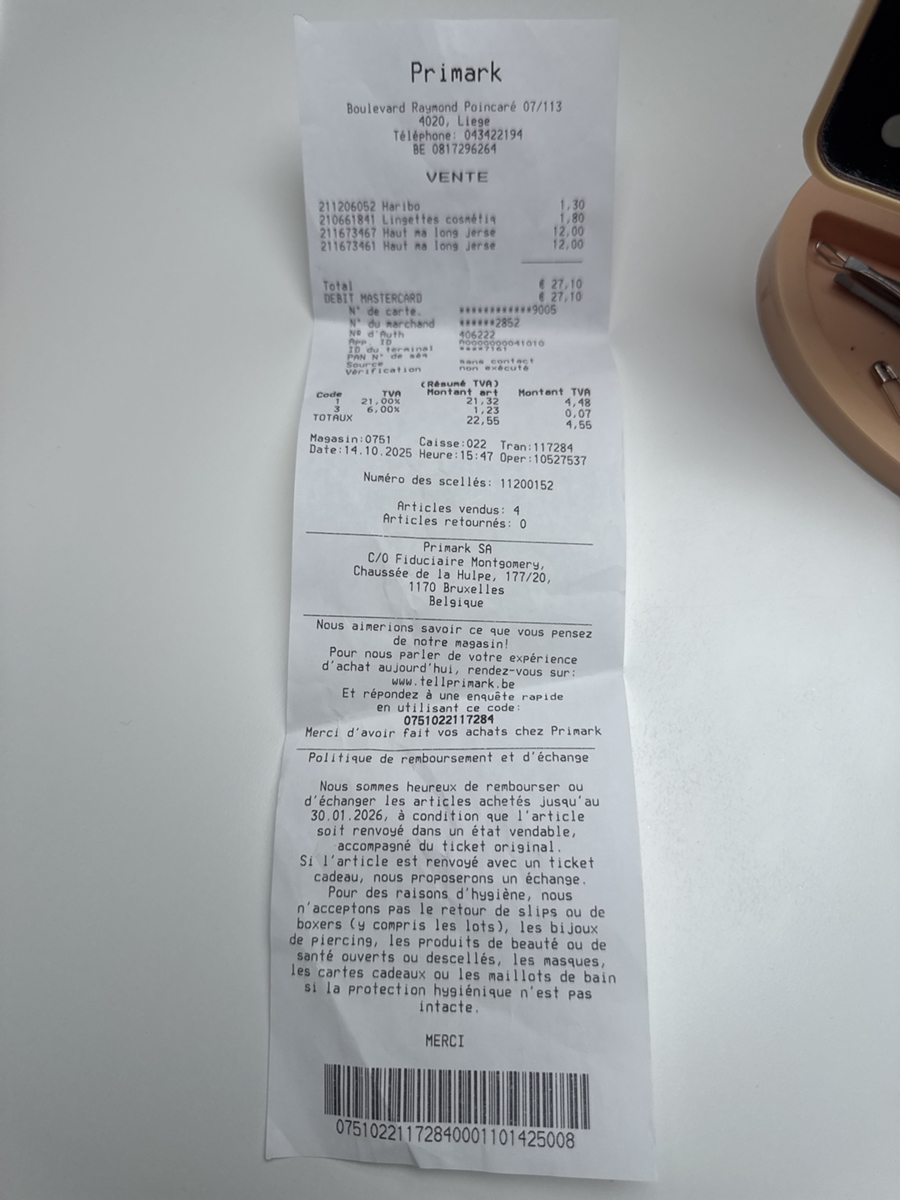 Primark
Boulevard Raymond Poincaré 07/113
4020, Liege
Téléphone: 043422194
BE 0817296264
VENTE
211206052 Haribo 1,30
210661841 Lingettes cosmétiq 1,80
211673467 Haut ma long jerse 12,00
211673461 Haut ma long jerse 12,00
Total € 27,10
DEBIT MASTERCARD € 27,10
N° de carte. ************9005
N° du marchand ******2852
N° d'Auth 406222
App. ID A0000000041010
ID du terminal ****7161
PAN N° de séq
Source sans contact
Vérification non exécuté
(Résumé TVA)
Code TVA Montant art Montant TVA
1 21,00% 21,32 4,48
3 6,00% 1,23 0,07
TOTAUX 22,55 4,55
Magasin:0751 Caisse:022 Tran:117284
Date:14.10.2025 Heure:15:47 Oper:10527537
Numéro des scellés: 11200152
Articles vendus: 4
Articles retournés: 0
Primark SA
C/O Fiduciaire Montgomery,
Chaussée de la Hulpe, 177/20,
1170 Bruxelles
Belgique
Nous aimerions savoir ce que vous pensez
de notre magasin!
Pour nous parler de votre expérience
d'achat aujourd'hui, rendez-vous sur:
www.tellprimark.be
Et répondez à une enquête rapide
en utilisant ce code:
0751022117284
Merci d'avoir fait vos achats chez Primark
Politique de remboursement et d'échange
Nous sommes heureux de rembourser ou
d'échanger les articles achetés jusqu'au
30.01.2026, à condition que l'article
soit renvoyé dans un état vendable,
accompagné du ticket original.
Si l'article est renvoyé avec un ticket
cadeau, nous proposerons un échange.
Pour des raisons d'hygiène, nous
n'acceptons pas le retour de slips ou de
boxers (y compris les lots), les bijoux
de piercing, les produits de beauté ou de
santé ouverts ou descellés, les masques,
les cartes cadeaux ou les maillots de bain
si la protection hygiénique n'est pas
intacte.
MERCI
07510221172840001101425008